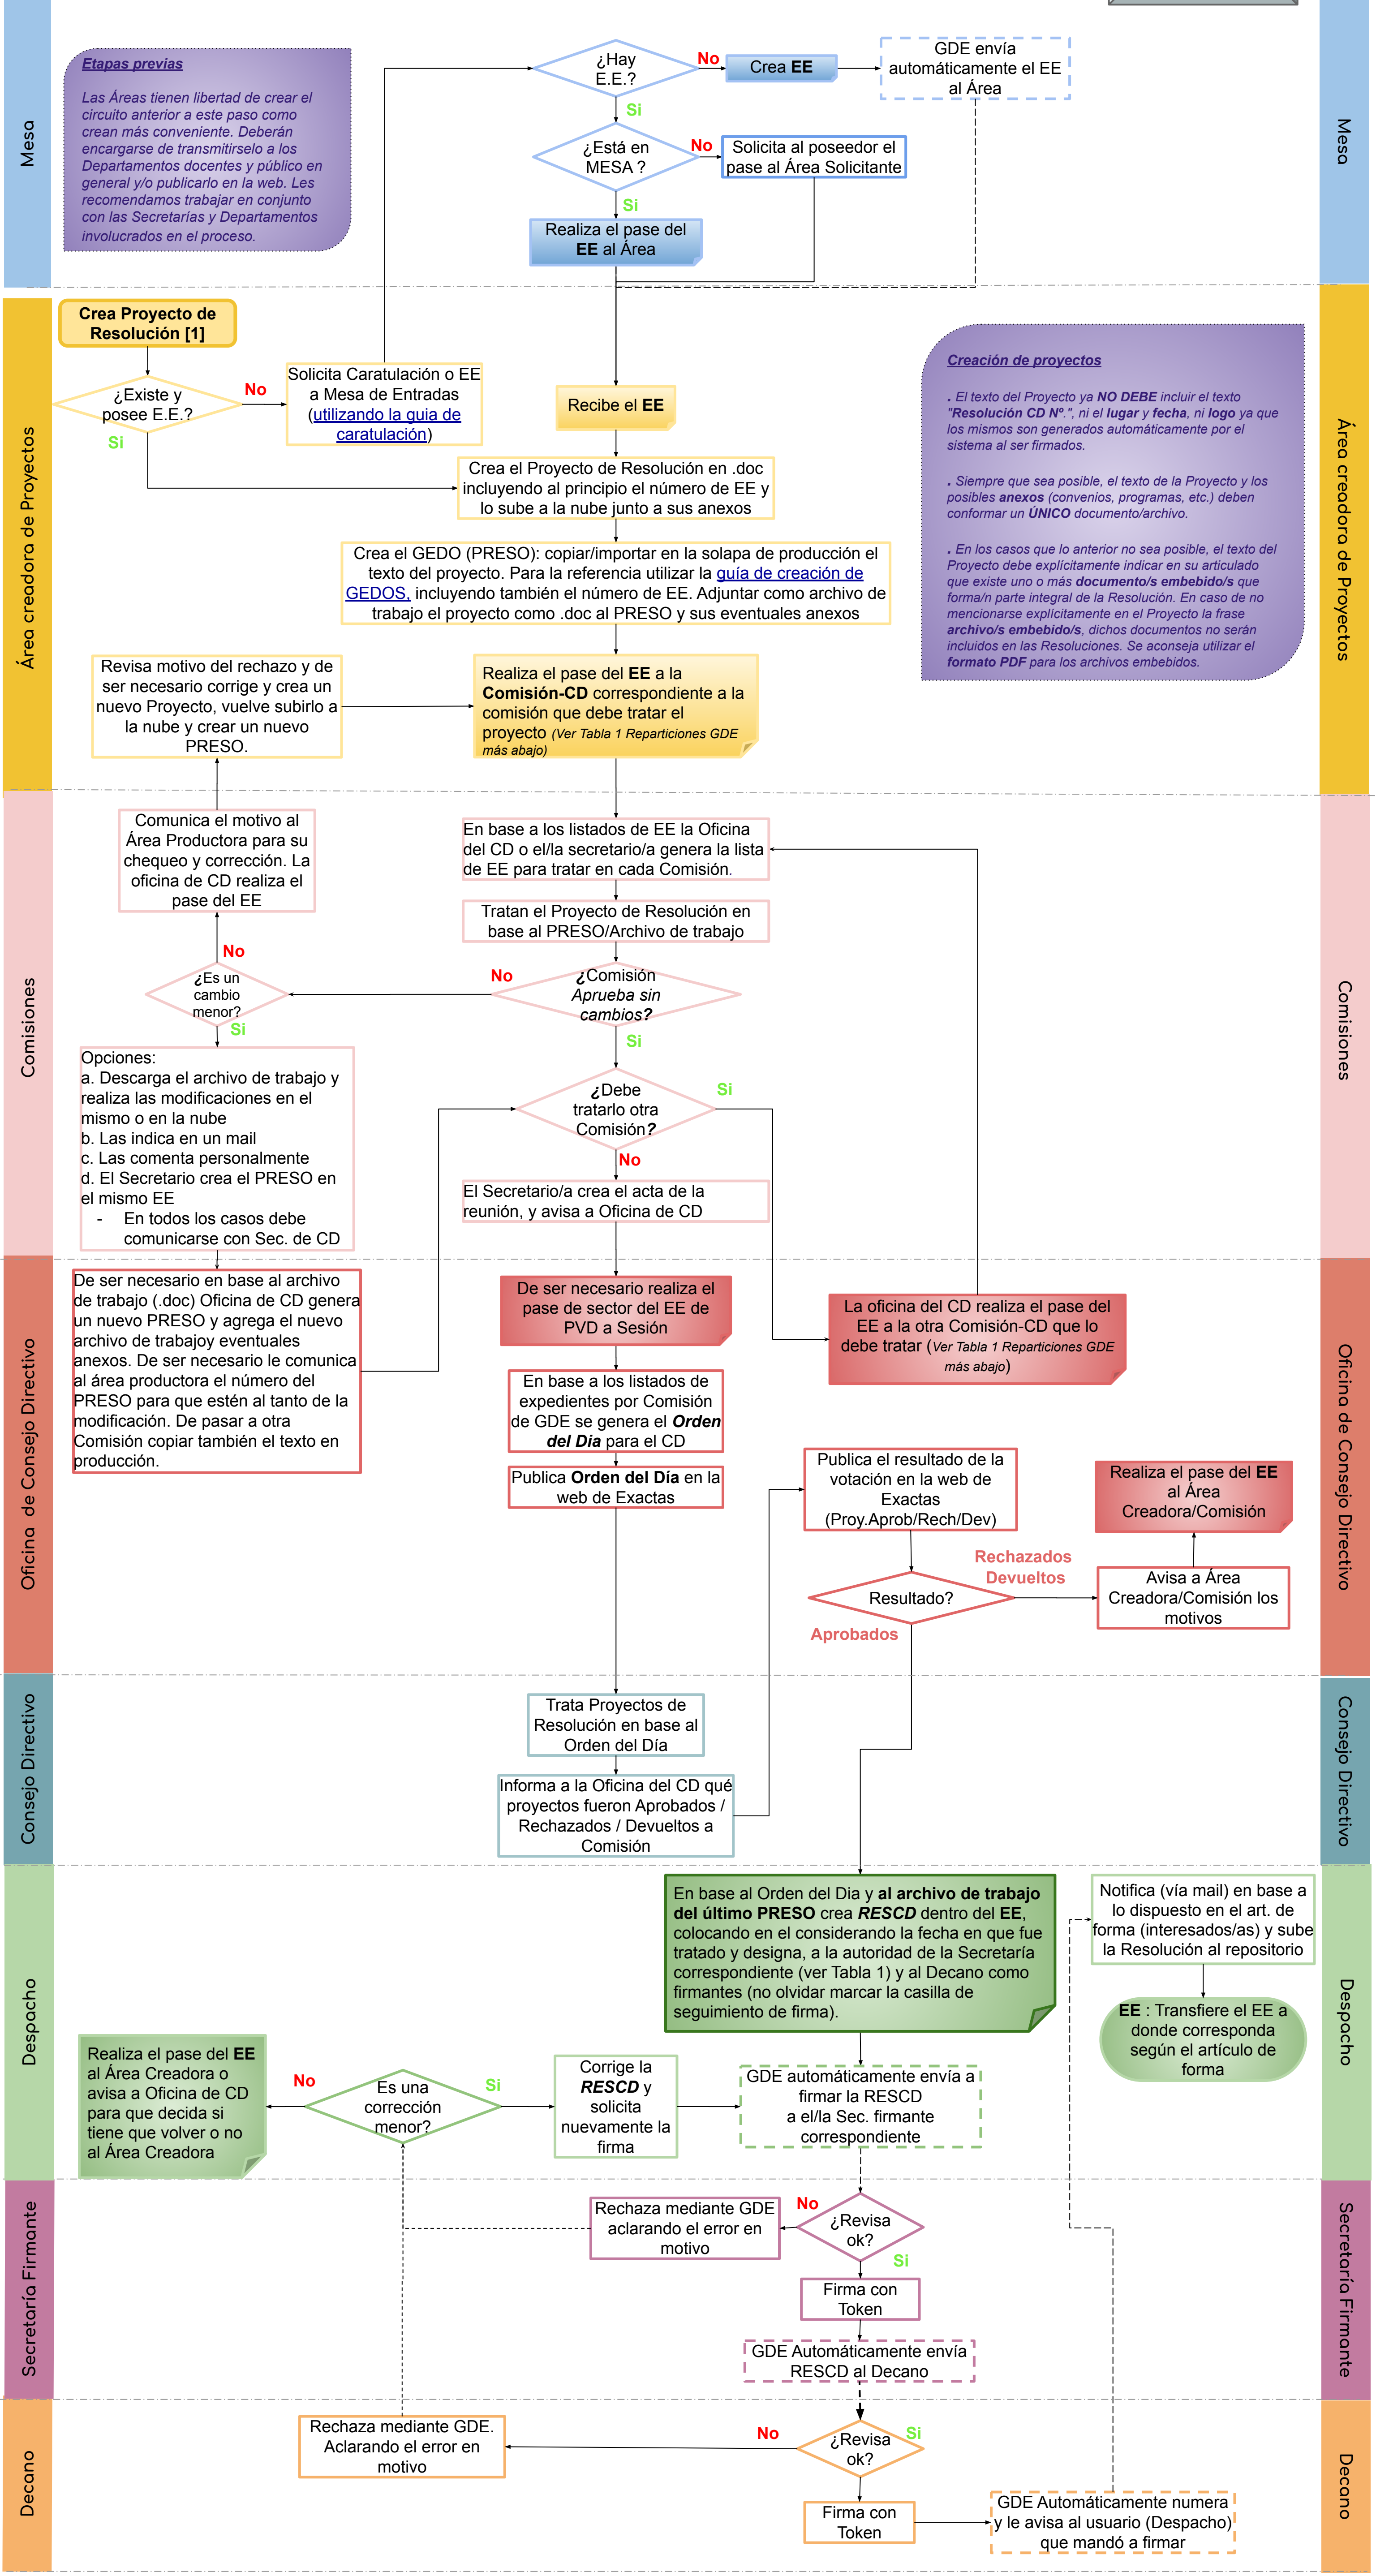 Mesa
Etapas previas
Las Áreas tienen libertad de crear el
circuito anterior a este paso como
crean más conveniente. Deberán
encargarse de transmitirselo a los
Departamentos docentes y público en
general y/o publicarlo en la web. Les
recomendamos trabajar en conjunto
con las Secretarías y Departamentos
involucrados en el proceso.
¿Hay
E.E.?
No
Crea EE
GDE envía
automáticamente el EE
al Área
Si
¿Está en
MESA ?
No
Solicita al poseedor el
pase al Área Solicitante
Si
Realiza el pase del
EE al Área
Mesa
Área creadora de Proyectos
Crea Proyecto de
Resolución [1]
¿Existe y
posee E.E.?
No
Si
Solicita Caratulación o EE
a Mesa de Entradas
(utilizando la guia de
caratulación)
Recibe el EE
Crea el Proyecto de Resolución en .doc
incluyendo al principio el número de EE y
lo sube a la nube junto a sus anexos
Crea el GEDO (PRESO): copiar/importar en la solapa de producción el
texto del proyecto. Para la referencia utilizar la guía de creación de
GEDOS, incluyendo también el número de EE. Adjuntar como archivo de
trabajo el proyecto como .doc al PRESO y sus eventuales anexos
Creación de proyectos
. El texto del Proyecto ya NO DEBE incluir el texto
"Resolución CD Nº.", ni el lugar y fecha, ni logo ya que
los mismos son generados automáticamente por el
sistema al ser firmados.
. Siempre que sea posible, el texto de la Proyecto y los
posibles anexos (convenios, programas, etc.) deben
conformar un ÚNICO documento/archivo.
. En los casos que lo anterior no sea posible, el texto del
Proyecto debe explícitamente indicar en su articulado
que existe uno o más documento/s embebido/s que
forma/n parte integral de la Resolución. En caso de no
mencionarse explícitamente en el Proyecto la frase
archivo/s embebido/s, dichos documentos no serán
incluidos en las Resoluciones. Se aconseja utilizar el
formato PDF para los archivos embebidos.
Revisa motivo del rechazo y de
ser necesario corrige y crea un
nuevo Proyecto, vuelve subirlo a
la nube y crear un nuevo
PRESO.
Realiza el pase del EE a la
Comisión-CD correspondiente a la
comisión que debe tratar el
proyecto (Ver Tabla 1 Reparticiones GDE
más abajo)
Área creadora de Proyectos
Comisiones
Comunica el motivo al
Área Productora para su
chequeo y corrección. La
oficina de CD realiza el
pase del EE
En base a los listados de EE la Oficina
del CD o el/la secretario/a genera la lista
de EE para tratar en cada Comisión.
Tratan el Proyecto de Resolución en
base al PRESO/Archivo de trabajo
No
¿Es un
cambio
menor?
Si
No
¿Comisión
Aprueba sin
cambios?
Si
Opciones:
a. Descarga el archivo de trabajo y
realiza las modificaciones en el
mismo o en la nube
b. Las indica en un mail
c. Las comenta personalmente
d. El Secretario crea el PRESO en
el mismo EE
- En todos los casos debe
comunicarse con Sec. de CD
¿Debe
tratarlo otra
Comisión?
Si
No
El Secretario/a crea el acta de la
reunión, y avisa a Oficina de CD
Comisiones
Oficina de Consejo Directivo
De ser necesario en base al archivo
de trabajo (.doc) Oficina de CD genera
un nuevo PRESO y agrega el nuevo
archivo de trabajoy eventuales
anexos. De ser necesario le comunica
al área productora el número del
PRESO para que estén al tanto de la
modificación. De pasar a otra
Comisión copiar también el texto en
producción.
De ser necesario realiza el
pase de sector del EE de
PVD a Sesión
La oficina del CD realiza el pase del
EE a la otra Comisión-CD que lo
debe tratar (Ver Tabla 1 Reparticiones GDE
más abajo)
En base a los listados de
expedientes por Comisión
de GDE se genera el Orden
del Dia para el CD
Publica Orden del Día en la
web de Exactas
Publica el resultado de la
votación en la web de
Exactas
(Proy.Aprob/Rech/Dev)
Realiza el pase del EE
al Área
Creadora/Comisión
Resultado?
Rechazados
Devueltos
Avisa a Área
Creadora/Comisión los
motivos
Aprobados
Oficina de Consejo Directivo
Consejo Directivo
Trata Proyectos de
Resolución en base al
Orden del Día
Informa a la Oficina del CD qué
proyectos fueron Aprobados /
Rechazados / Devueltos a
Comisión
Consejo Directivo
Despacho
En base al Orden del Dia y al archivo de trabajo
del último PRESO crea RESCD dentro del EE,
colocando en el considerando la fecha en que fue
tratado y designa, a la autoridad de la Secretaría
correspondiente (ver Tabla 1) y al Decano como
firmantes (no olvidar marcar la casilla de
seguimiento de firma).
Notifica (vía mail) en base a
lo dispuesto en el art. de
forma (interesados/as) y sube
la Resolución al repositorio
EE : Transfiere el EE a
donde corresponda
según el artículo de
forma
Realiza el pase del EE
al Área Creadora o
avisa a Oficina de CD
para que decida si
tiene que volver o no
al Área Creadora
No
Es una
corrección
menor?
Si
Corrige la
RESCD y
solicita
nuevamente la
firma
GDE automáticamente envía a
firmar la RESCD
a el/la Sec. firmante
correspondiente
Despacho
Secretaría Firmante
Rechaza mediante GDE
aclarando el error en
motivo
No
¿Revisa
ok?
Si
Firma con
Token
GDE Automáticamente envía
RESCD al Decano
Secretaría Firmante
Decano
Rechaza mediante GDE.
Aclarando el error en
motivo
No
¿Revisa
ok?
Si
Firma con
Token
GDE Automáticamente numera
y le avisa al usuario (Despacho)
que mandó a firmar
Decano